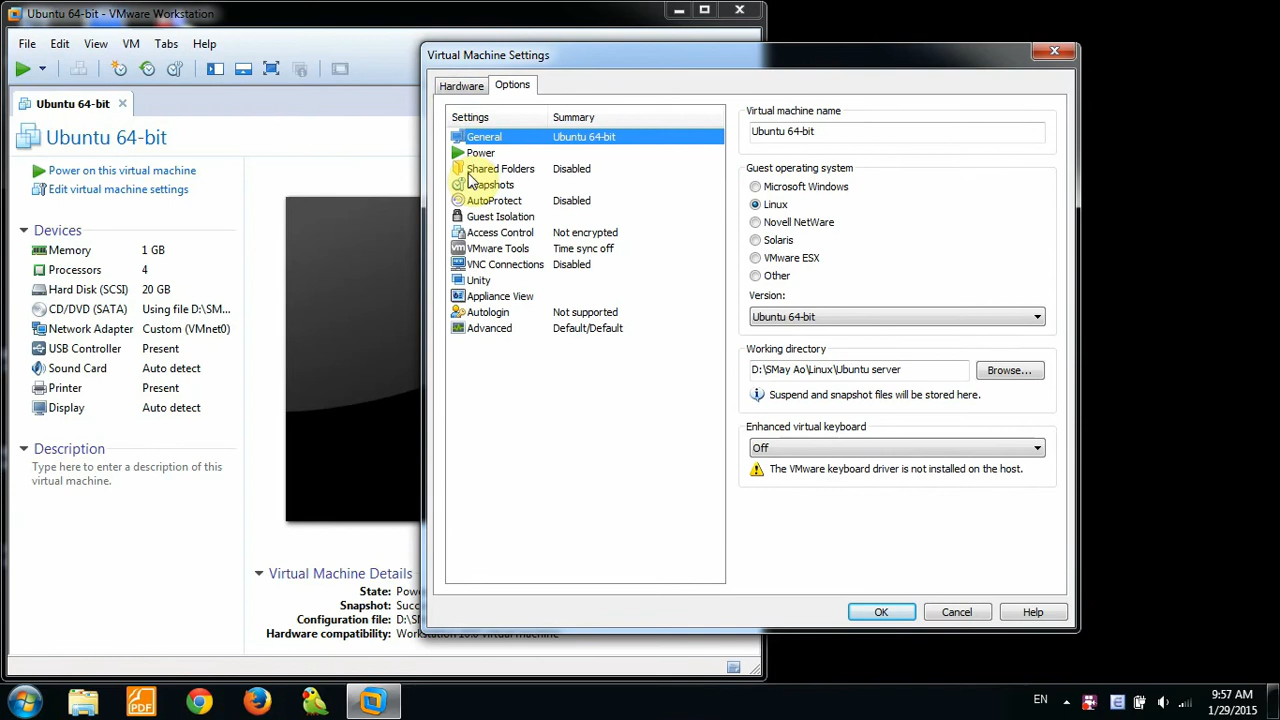 Ubuntu 64-bit - VMware Workstation
File Edit View VM Tabs Help
Ubuntu 64-bit
Ubuntu 64-bit
Power on this virtual machine
Edit virtual machine settings
Devices
Memory 1 GB
Processors 4
Hard Disk (SCSI) 20 GB
CD/DVD (SATA) Using file D:\SM...
Network Adapter Custom (VMnet0)
USB Controller Present
Sound Card Auto detect
Printer Present
Display Auto detect
Description
Type here to enter a description of this
virtual machine.
Virtual Machine Details
State: Powe
Snapshot: Succ
Configuration file: D:\S
Hardware compatibility: Workstation 10.0 virtual machine
Virtual Machine Settings
Hardware Options
Settings Summary
General Ubuntu 64-bit
Power
Shared Folders Disabled
Snapshots
AutoProtect Disabled
Guest Isolation
Access Control Not encrypted
VMware Tools Time sync off
VNC Connections Disabled
Unity
Appliance View
Autologin Not supported
Advanced Default/Default
Virtual machine name
Ubuntu 64-bit
Guest operating system
Microsoft Windows
Linux
Novell NetWare
Solaris
VMware ESX
Other
Version:
Ubuntu 64-bit
Working directory
D:\SMay Ao\Linux\Ubuntu server
Browse...
Suspend and snapshot files will be stored here.
Enhanced virtual keyboard
Off
The VMware keyboard driver is not installed on the host.
OK Cancel Help
PDF
EN
9:57 AM
1/29/2015